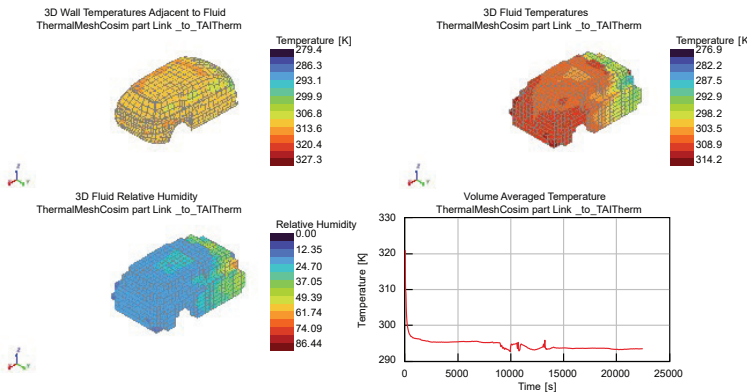 3D Wall Temperatures Adjacent to Fluid
ThermalMeshCosim part Link _to_TAITherm
Temperature [K]
279.4
286.3
293.1
299.9
306.8
313.6
320.4
327.3
3D Fluid Temperatures
ThermalMeshCosim part Link _to_TAITherm
Temperature [K]
276.9
282.2
287.5
292.9
298.2
303.5
308.9
314.2
3D Fluid Relative Humidity
ThermalMeshCosim part Link _to_TAITherm
Relative Humidity
0.00
12.35
24.70
37.05
49.39
61.74
74.09
86.44
Volume Averaged Temperature
ThermalMeshCosim part Link _to_TAITherm
Temperature [K]
330
320
310
300
290
0 5000 10000 15000 20000 25000
Time [s]